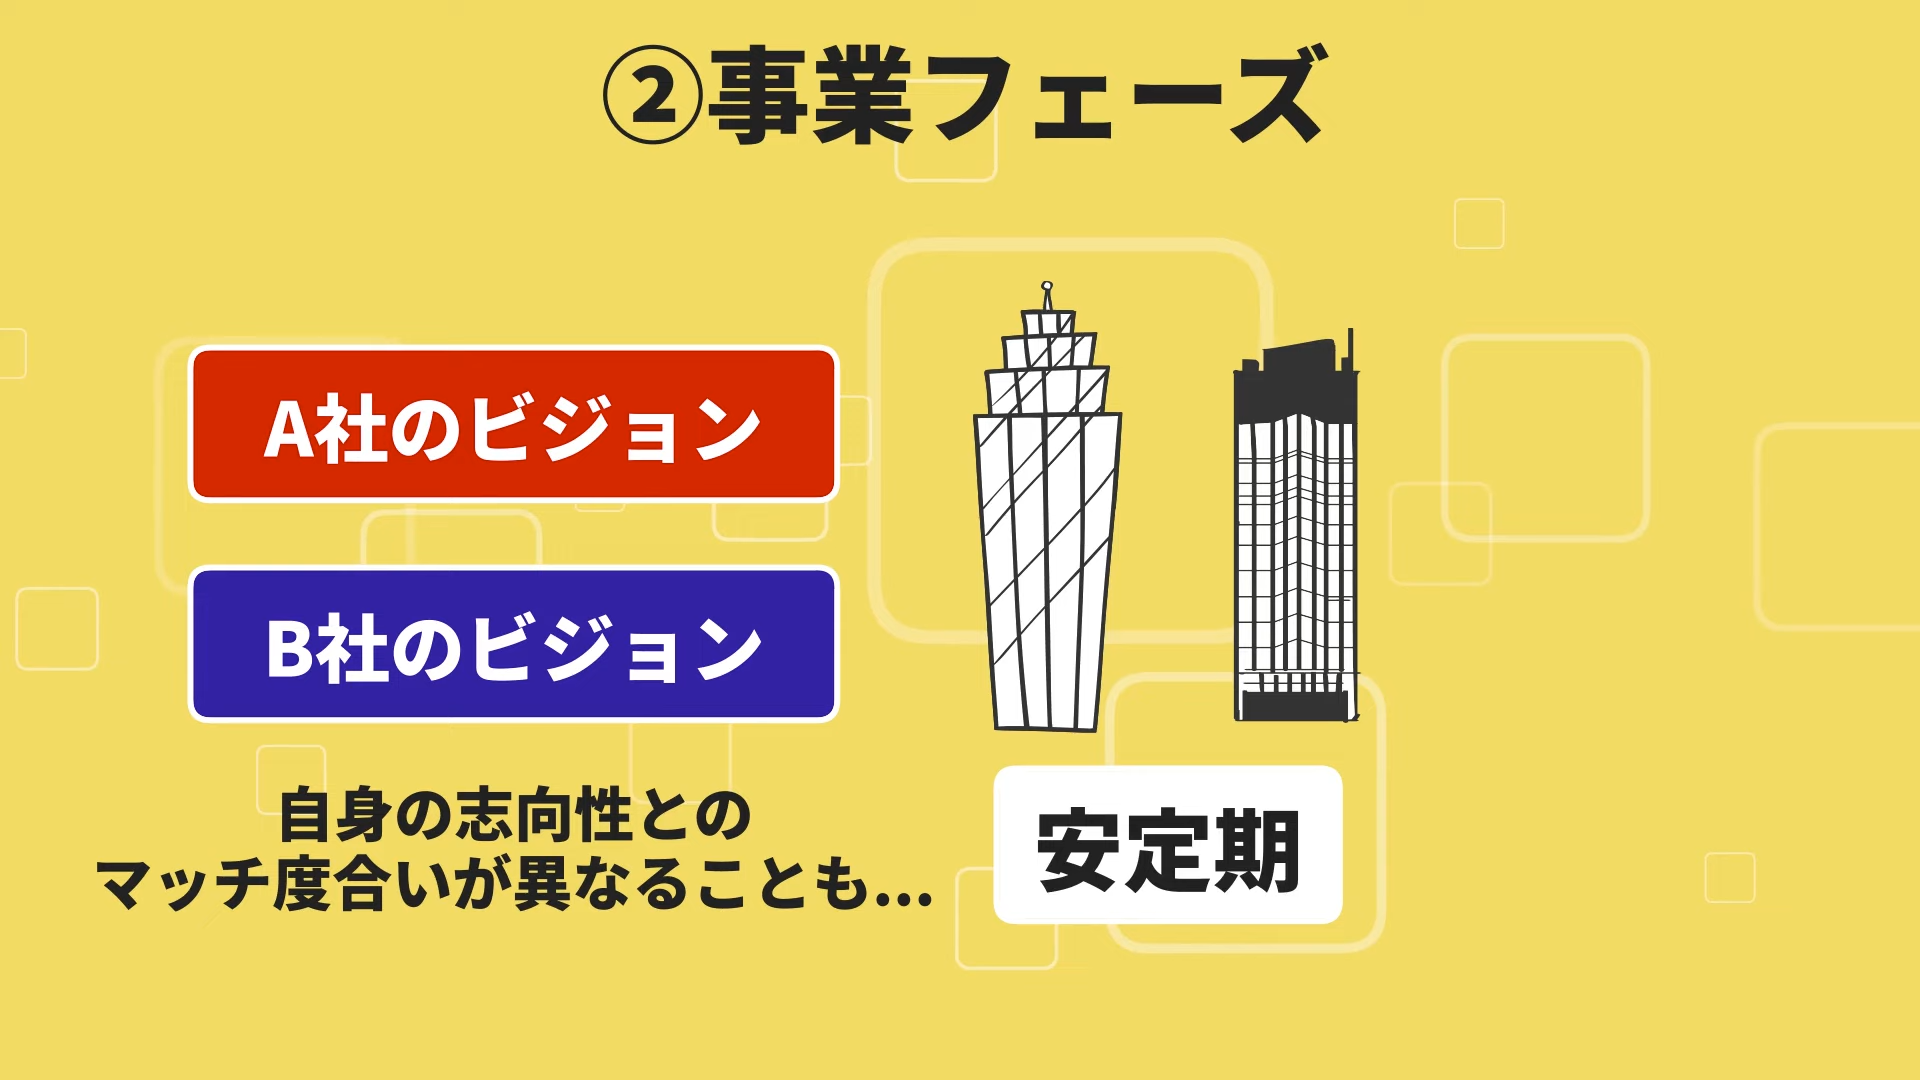 ②事業フェーズ
A社のビジョン
B社のビジョン
自身の志向性との
マッチ度合いが異なることも...
安定期